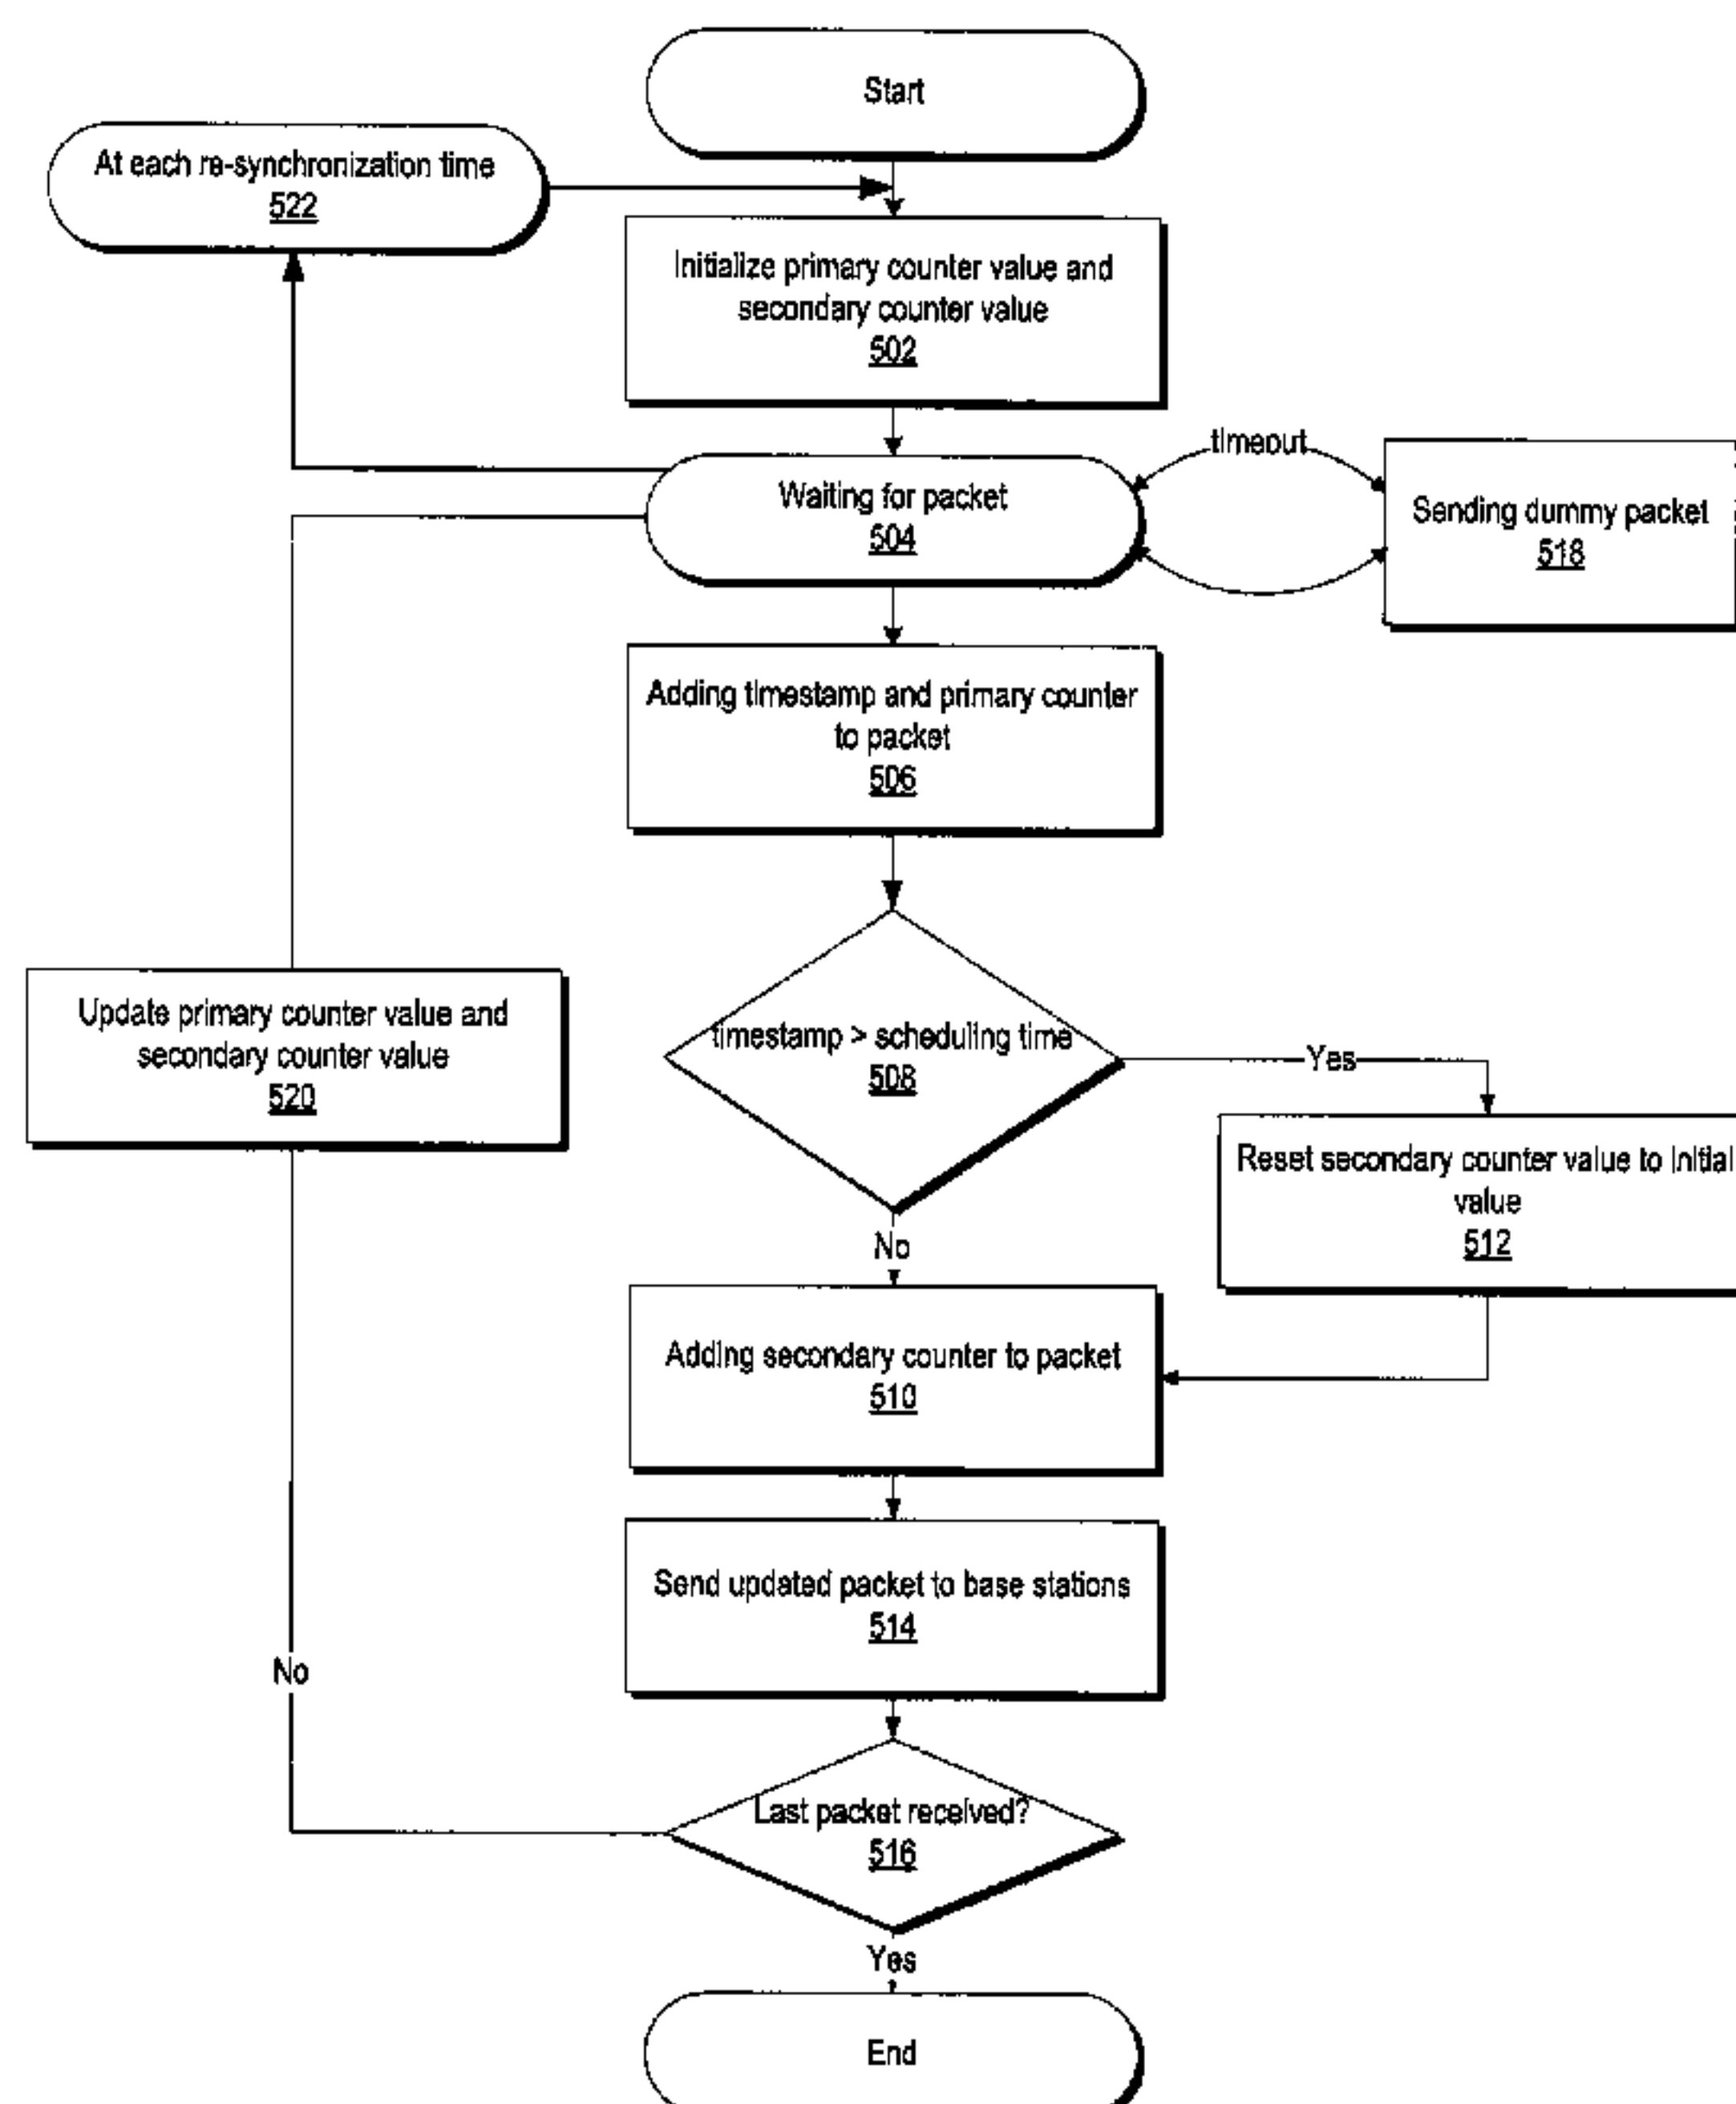 Start
At each re-synchronization time
522
Initialize primary counter value and
secondary counter value
502
timeout
Waiting for packet
504
Sending dummy packet
518
Adding timestamp and primary counter
to packet
506
timestamp > scheduling time
508
Yes
Update primary counter value and
secondary counter value
520
Reset secondary counter value to initial
value
512
No
Adding secondary counter to packet
510
Send updated packet to base stations
514
No
Last packet received?
516
Yes
End